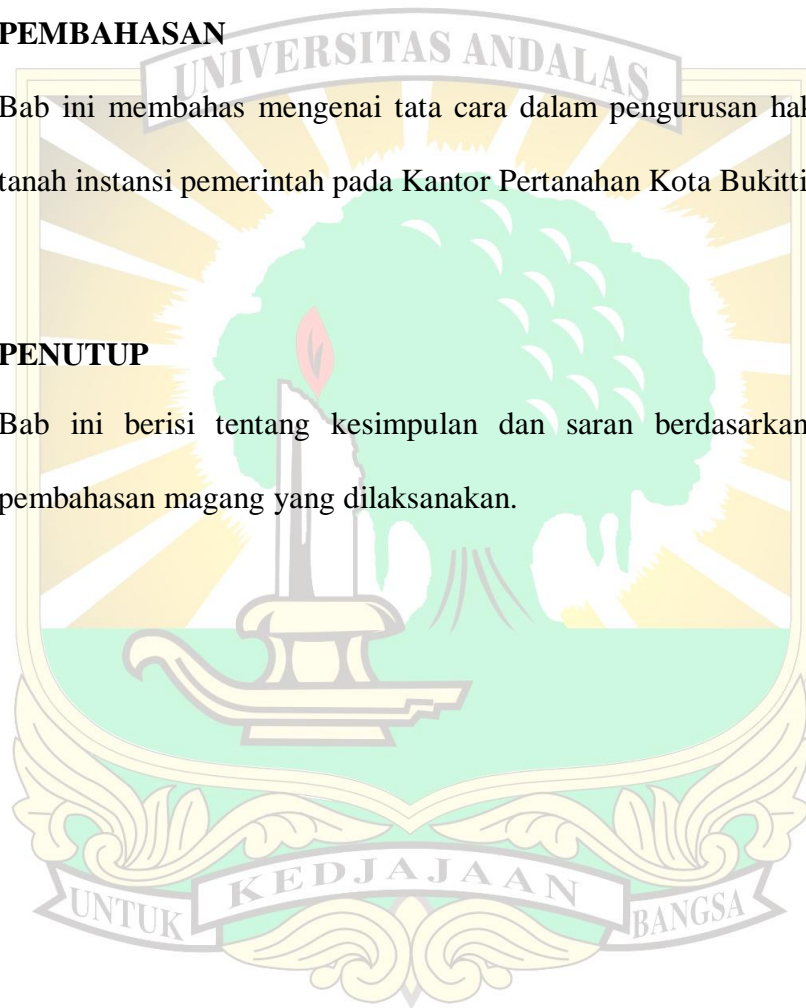 PEMBAHASAN
UNIVERSITAS ANDALAS
Bab ini membahas mengenai tata cara dalam pengurusan hak
tanah instansi pemerintah pada Kantor Pertanahan Kota Bukitti
PENUTUP
Bab ini berisi tentang kesimpulan dan saran berdasarkan
pembahasan magang yang dilaksanakan.
UNTUK KEDJAJAAN BANGSA